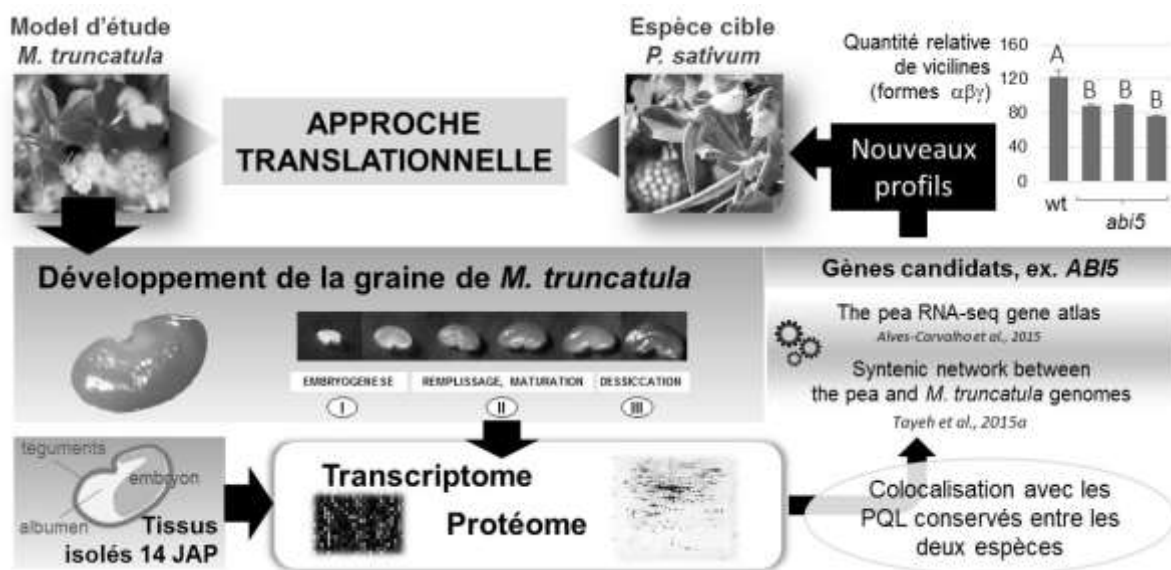 Model d'étude
M. truncatula
Espèce cible
P. sativum
Quantité relative
de vicilines
(formes αβγ)
160
120
80
40
0
A
B
B
B
wt
abi5
APPROCHE
TRANSLATIONNELLE
Nouveaux
profils
Développement de la graine de M. truncatula
EMBRYOGENESE
REMPLISSAGE, MATURATION
DESSICCATION
I
II
III
Gènes candidats, ex. ABI5
The pea RNA-seq gene atlas
Alves-Carvalho et al., 2015
Syntenic network between
the pea and M. truncatula genomes
Tayeh et al., 2015a
teguments
embryon
albumen
Tissus
isolés 14 JAP
Transcriptome
Protéome
Colocalisation avec les
PQL conservés entre les
deux espèces